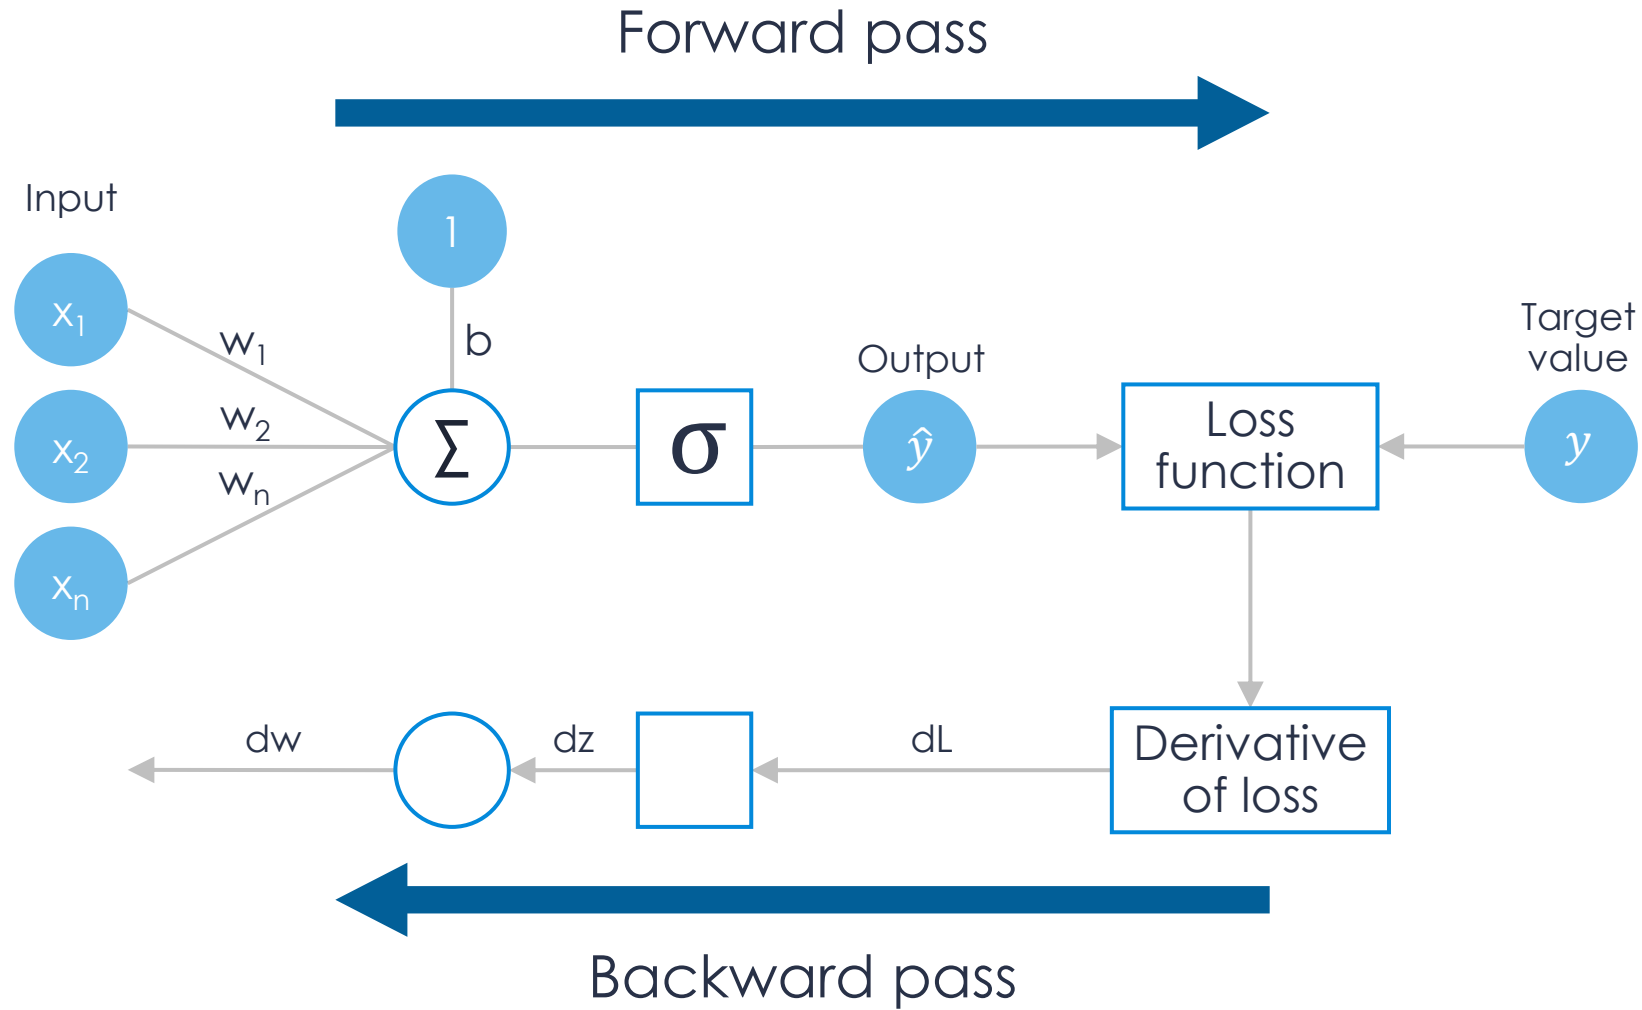 Forward pass
Input
1
x₁
w₁
b
Target
value
Output
x₂
w₂
∑
σ
ŷ
Loss
function
y
wₙ
xₙ
dw
dz
dL
Derivative
of loss
Backward pass